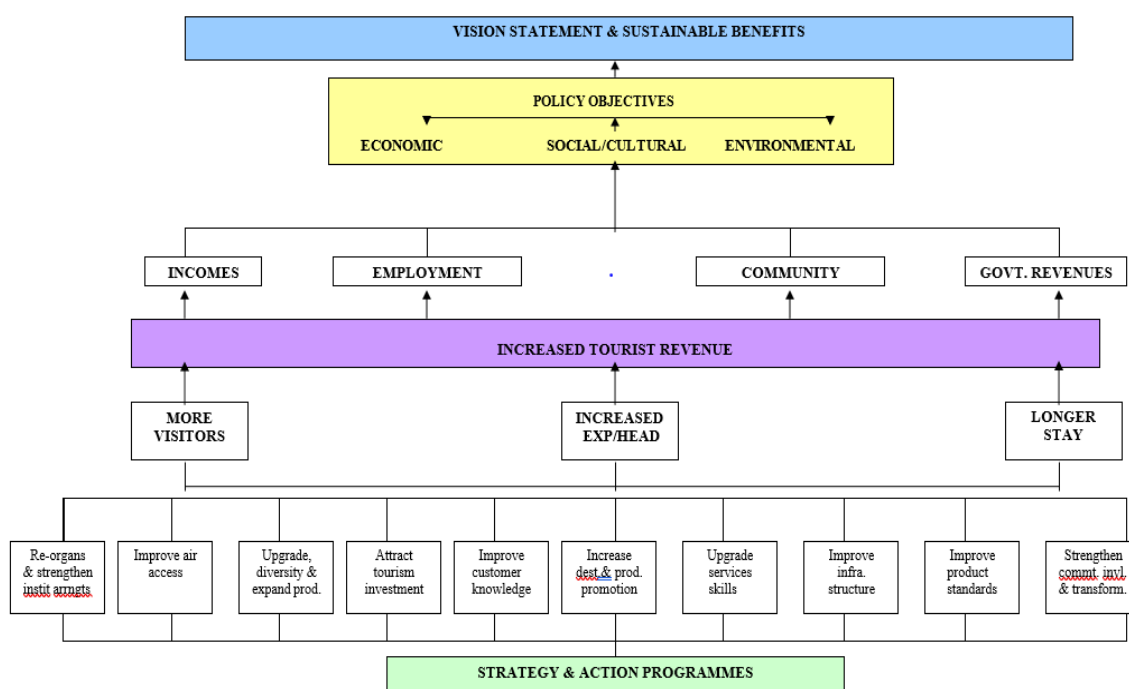 VISION STATEMENT & SUSTAINABLE BENEFITS
POLICY OBJECTIVES
ECONOMIC
SOCIAL/CULTURAL
ENVIRONMENTAL
INCOMES
EMPLOYMENT
COMMUNITY
GOVT. REVENUES
INCREASED TOURIST REVENUE
MORE
VISITORS
INCREASED
EXP/HEAD
LONGER
STAY
Re-organs
& strengthen
instit arrngts
Improve air
access
Upgrade,
diversity &
expand prod.
Attract
tourism
investment
Improve
customer
knowledge
Increase
dest,& prod.
promotion
Upgrade
services
skills
Improve
infra.
structure
Improve
product
standards
Strengthen
commt. invl.
& transform.
STRATEGY & ACTION PROGRAMMES